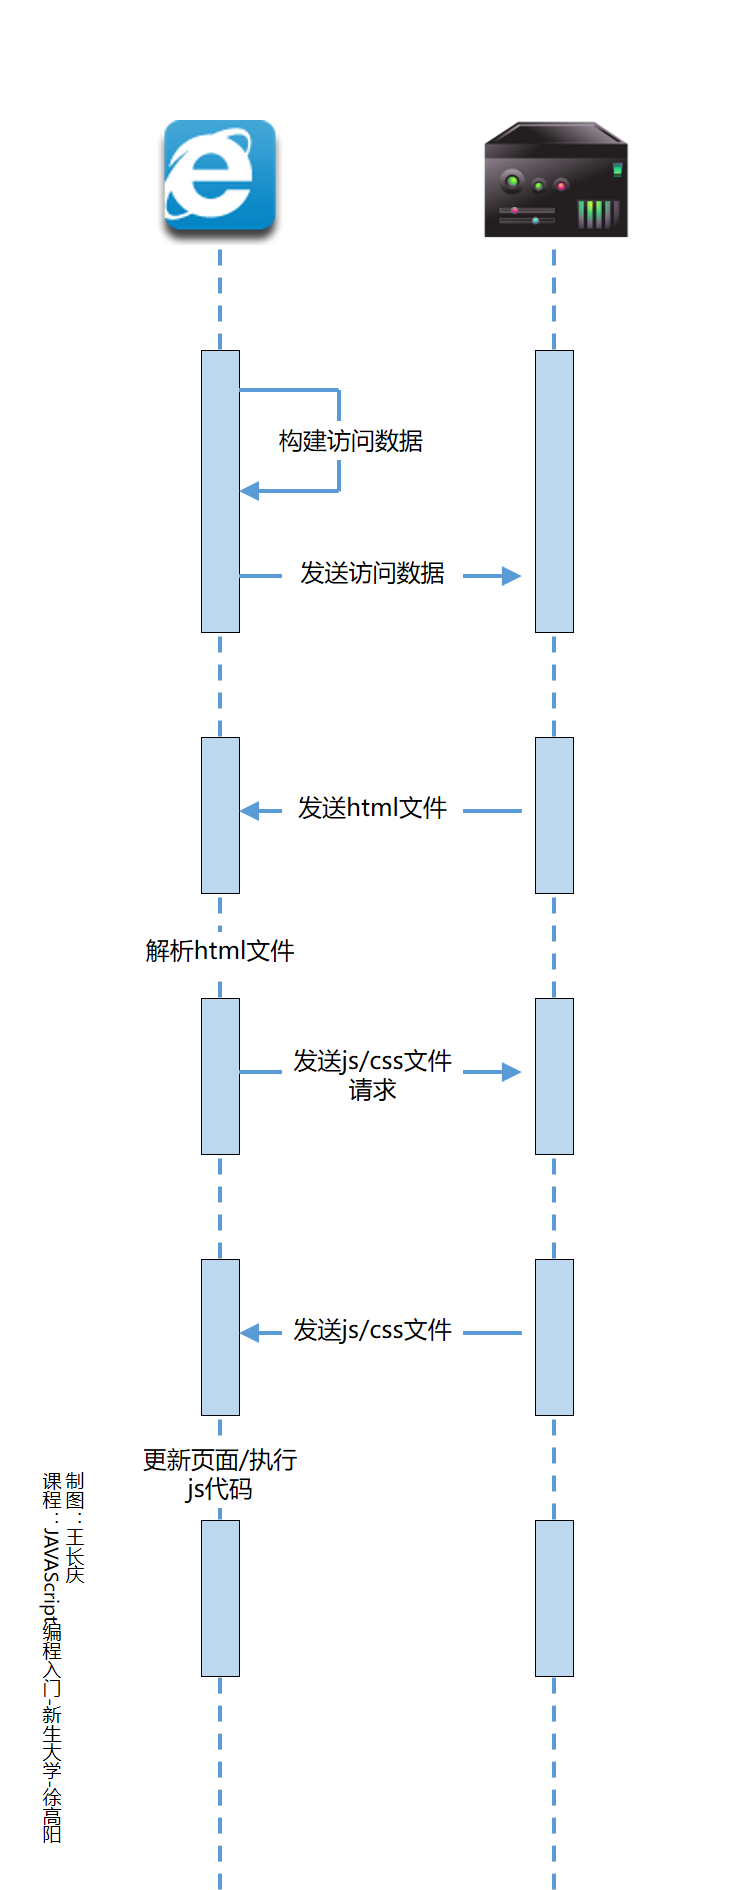 构建访问数据
发送访问数据
发送html文件
解析html文件
发送js/css文件
请求
发送js/css文件
更新页面/执行
js代码
制图：王长庆
课程：JAVAScript编程入门-新生大学-徐高阳